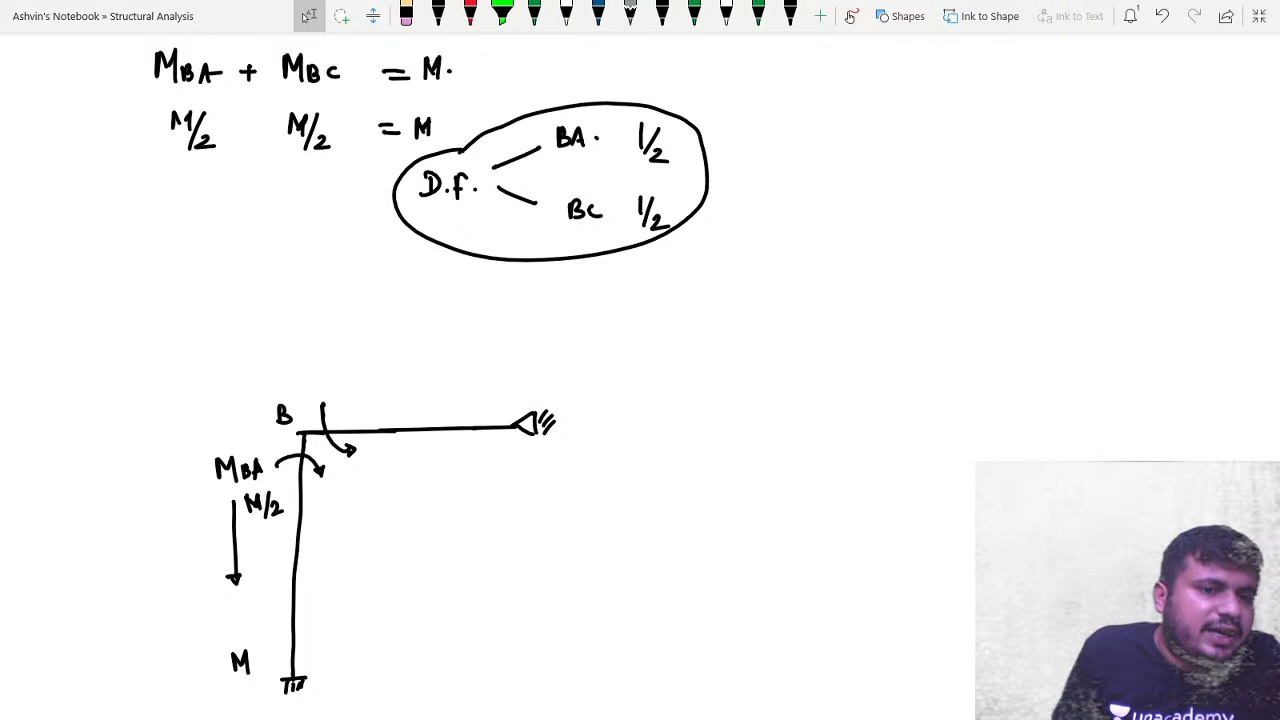 Ashvin's Notebook » Structural Analysis
Shapes
Ink to Shape
Ink to Text
MBA + MBC = M.
M/2 M/2 = M
D.f.
BA. 1/2
BC 1/2
B
MBA
M/2
M
unacademy